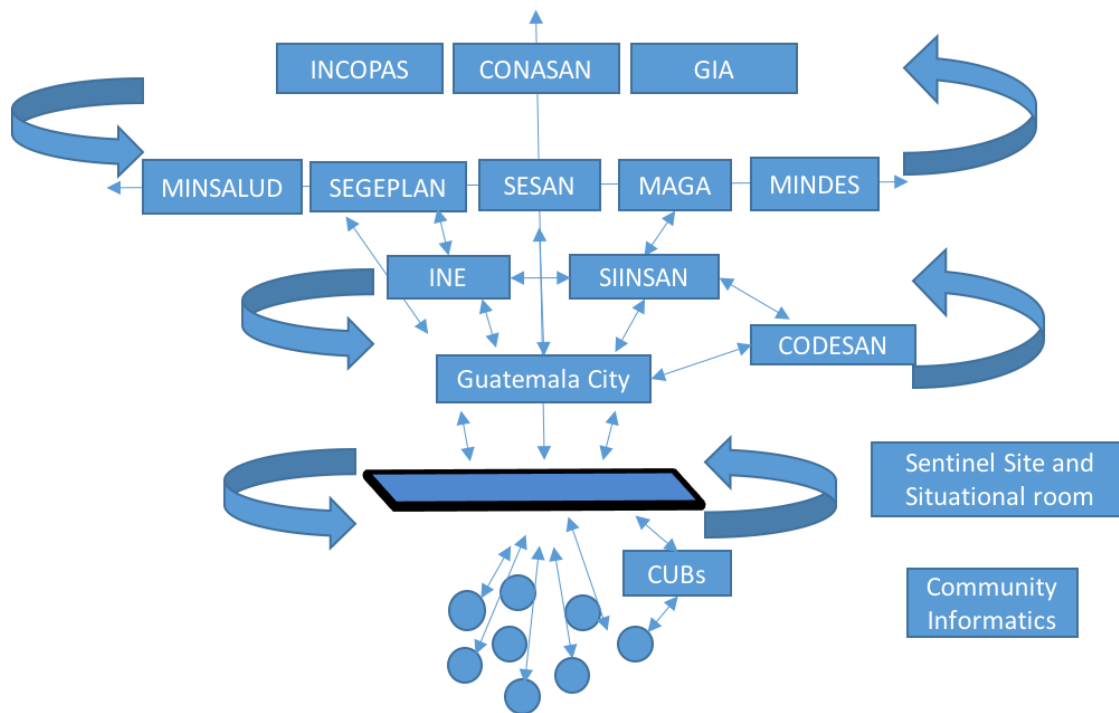 INCOPAS
CONASAN
GIA
MINSALUD
SEGEPLAN
SESAN
MAGA
MINDES
INE
SIINSAN
CODESAN
Guatemala City
Sentinel Site and
Situational room
CUBs
Community
Informatics